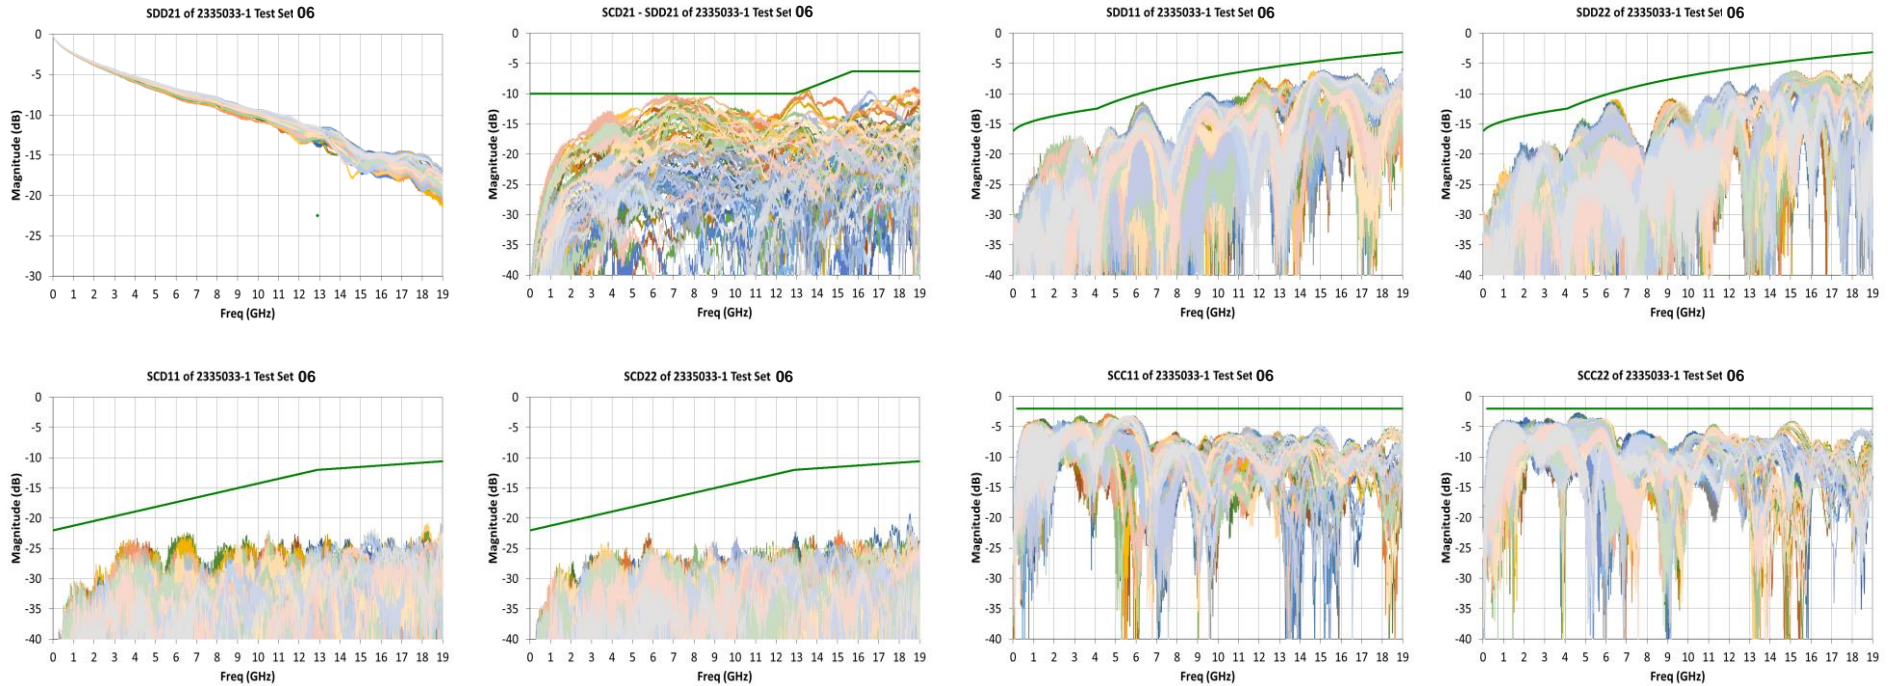 SDD21 of 2335033-1 Test Set 06
SCD21 - SDD21 of 2335033-1 Test Set 06
SDD11 of 2335033-1 Test Set 06
SDD22 of 2335033-1 Test Set 06
Magnitude (dB)
0
-5
-10
-15
-20
-25
-30
0 1 2 3 4 5 6 7 8 9 10 11 12 13 14 15 16 17 18 19
Freq (GHz)
Magnitude (dB)
0
-5
-10
-15
-20
-25
-30
-35
-40
0 1 2 3 4 5 6 7 8 9 10 11 12 13 14 15 16 17 18 19
Freq (GHz)
Magnitude (dB)
0
-5
-10
-15
-20
-25
-30
-35
-40
0 1 2 3 4 5 6 7 8 9 10 11 12 13 14 15 16 17 18 19
Freq (GHz)
Magnitude (dB)
0
-5
-10
-15
-20
-25
-30
-35
-40
0 1 2 3 4 5 6 7 8 9 10 11 12 13 14 15 16 17 18 19
Freq (GHz)
SCD11 of 2335033-1 Test Set 06
SCD22 of 2335033-1 Test Set 06
SCC11 of 2335033-1 Test Set 06
SCC22 of 2335033-1 Test Set 06
Magnitude (dB)
0
-5
-10
-15
-20
-25
-30
-35
-40
0 1 2 3 4 5 6 7 8 9 10 11 12 13 14 15 16 17 18 19
Freq (GHz)
Magnitude (dB)
0
-5
-10
-15
-20
-25
-30
-35
-40
0 1 2 3 4 5 6 7 8 9 10 11 12 13 14 15 16 17 18 19
Freq (GHz)
Magnitude (dB)
0
-5
-10
-15
-20
-25
-30
-35
-40
0 1 2 3 4 5 6 7 8 9 10 11 12 13 14 15 16 17 18 19
Freq (GHz)
Magnitude (dB)
0
-5
-10
-15
-20
-25
-30
-35
-40
0 1 2 3 4 5 6 7 8 9 10 11 12 13 14 15 16 17 18 19
Freq (GHz)